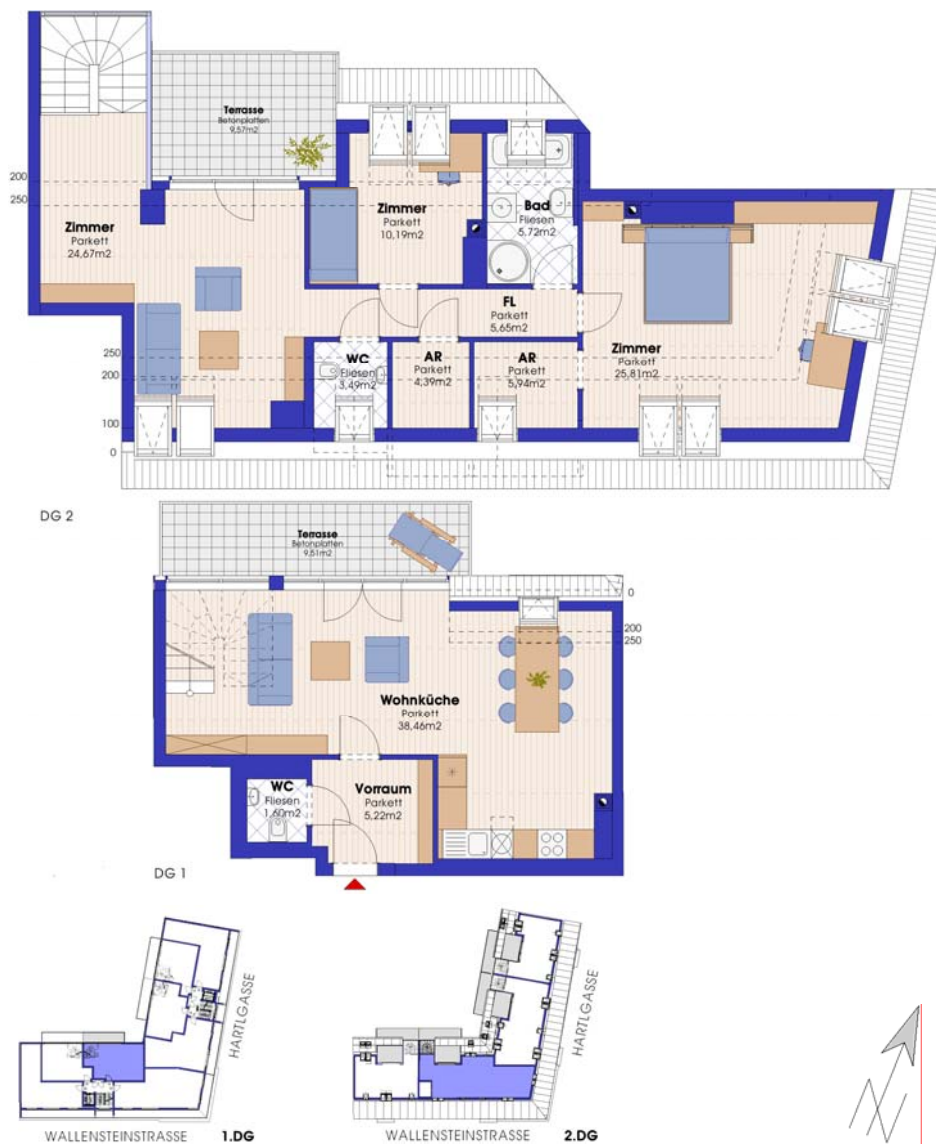 Terrasse
Betonplatten
9,57m2
200
250
Zimmer
Parkett
24,67m2
Zimmer
Parkett
10,19m2
Bad
Fliesen
5,72m2
FL
Parkett
5,65m2
250
200
100
0
WC
Fliesen
3,49m2
AR
Parkett
4,39m2
AR
Parkett
5,94m2
Zimmer
Parkett
25,81m2
DG 2
Terrasse
Betonplatten
9,51m2
0
200
250
Wohnküche
Parkett
38,46m2
WC
Fliesen
1,60m2
Vorraum
Parkett
5,22m2
DG 1
HARTLGASSE
WALLENSTEINSTRASSE 1.DG
HARTLGASSE
WALLENSTEINSTRASSE 2.DG